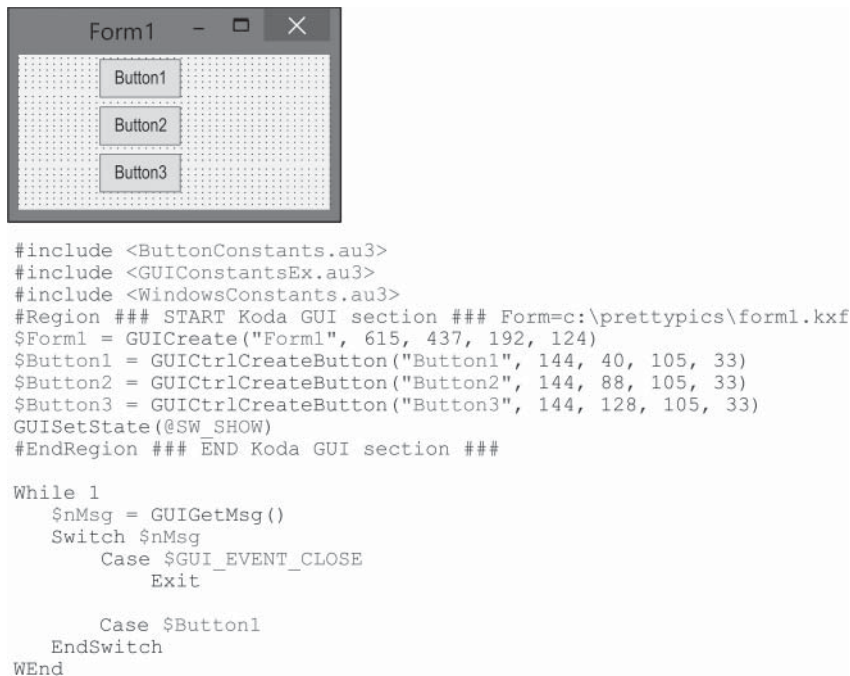 Form1
Button1
Button2
Button3
#include <ButtonConstants.au3>
#include <GUIConstantsEx.au3>
#include <WindowsConstants.au3>
#Region ### START Koda GUI section ### Form=c:\prettypics\form1.kxf
$Form1 = GUICreate("Form1", 615, 437, 192, 124)
$Button1 = GUICtrlCreateButton("Button1", 144, 40, 105, 33)
$Button2 = GUICtrlCreateButton("Button2", 144, 88, 105, 33)
$Button3 = GUICtrlCreateButton("Button3", 144, 128, 105, 33)
GUISetState(@SW_SHOW)
#EndRegion ### END Koda GUI section ###
While 1
$nMsg = GUIGetMsg()
Switch $nMsg
Case $GUI_EVENT_CLOSE
Exit
Case $Button1
EndSwitch
WEnd